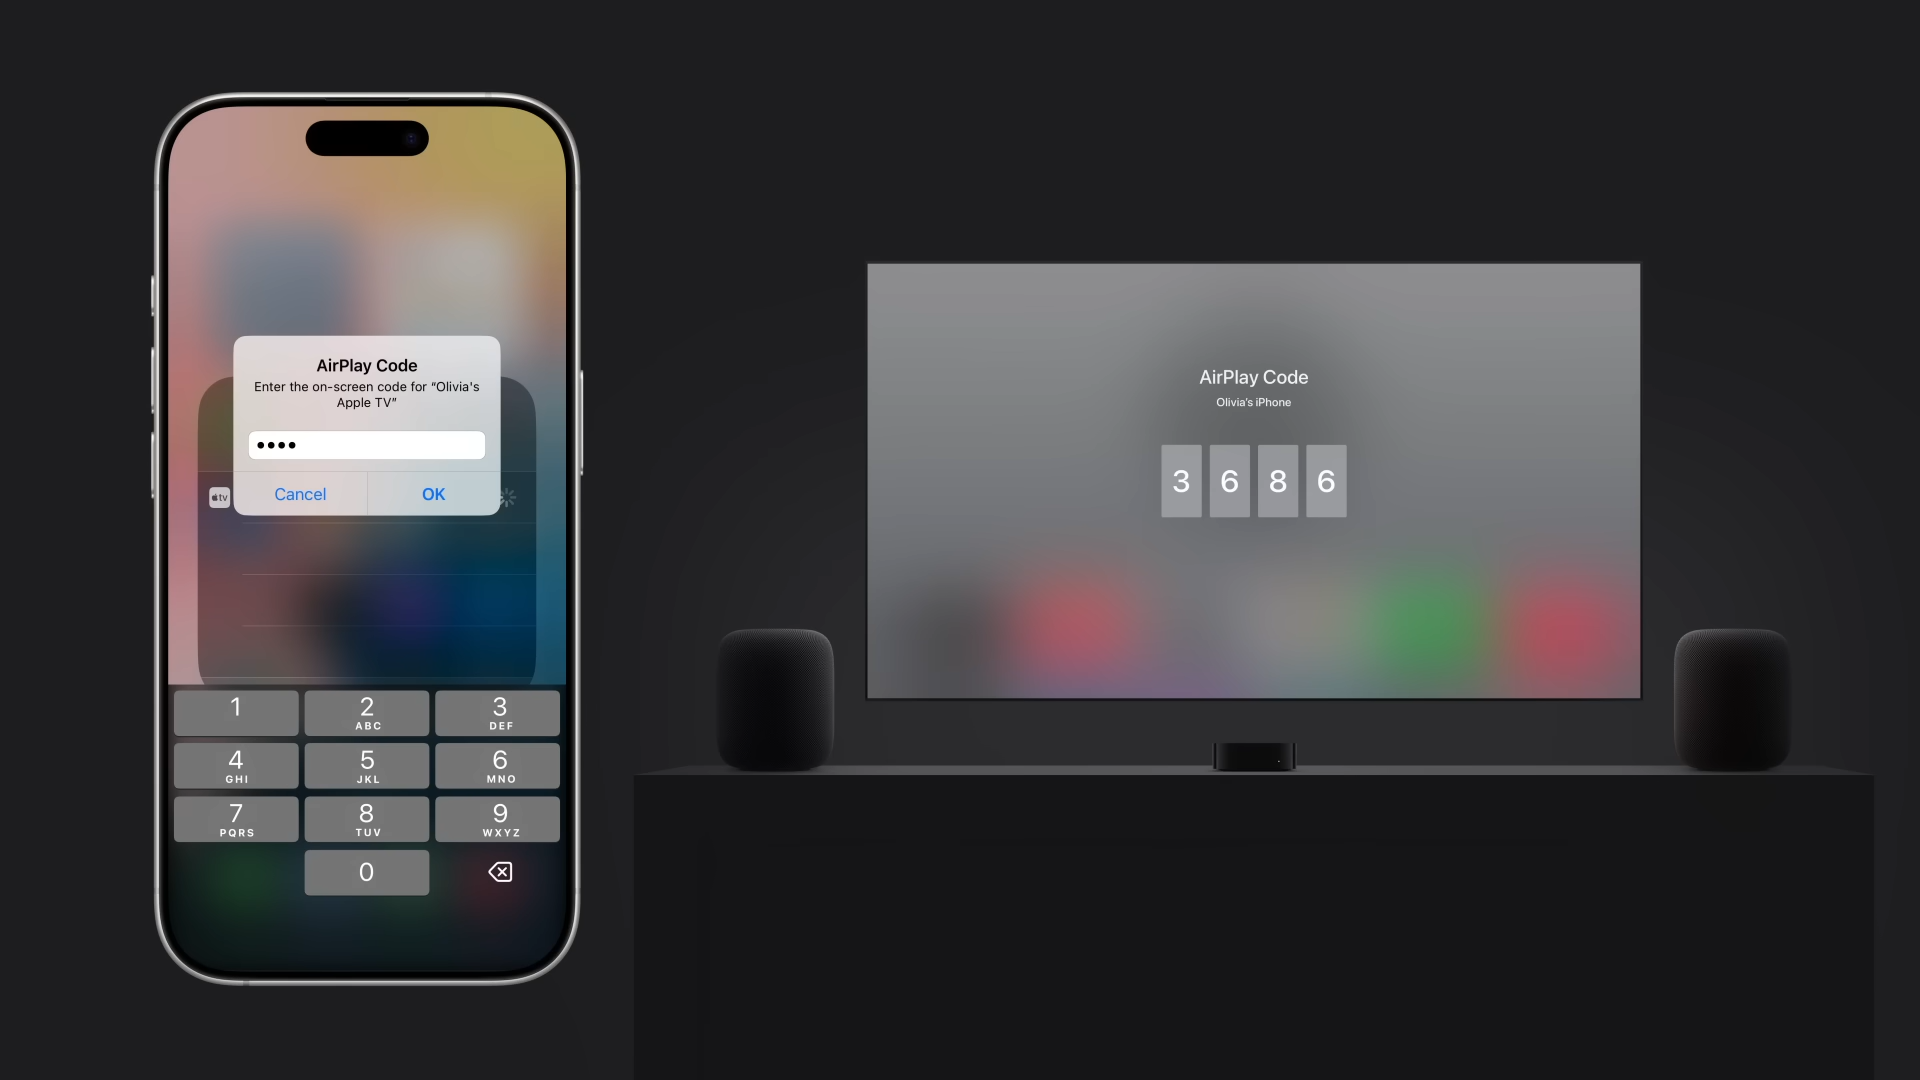 AirPlay Code
Enter the on-screen code for “Olivia's
Apple TV”
••••
Cancel OK
tv
1 2 3
ABC DEF
4 5 6
GHI JKL MNO
7 8 9
PQRS TUV WXYZ
0
AirPlay Code
Olivia's iPhone
3 6 8 6